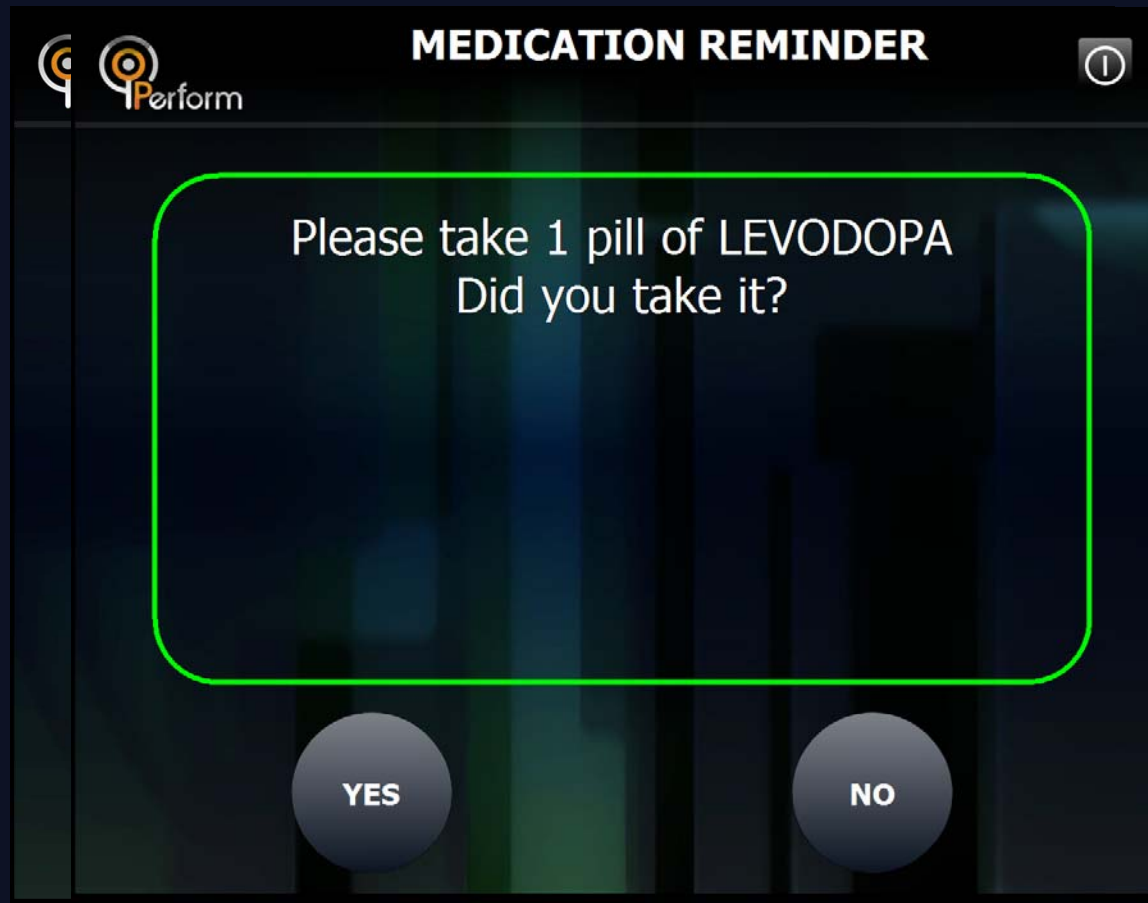 MEDICATION REMINDER
Perform
Please take 1 pill of LEVODOPA
Did you take it?
YES
NO